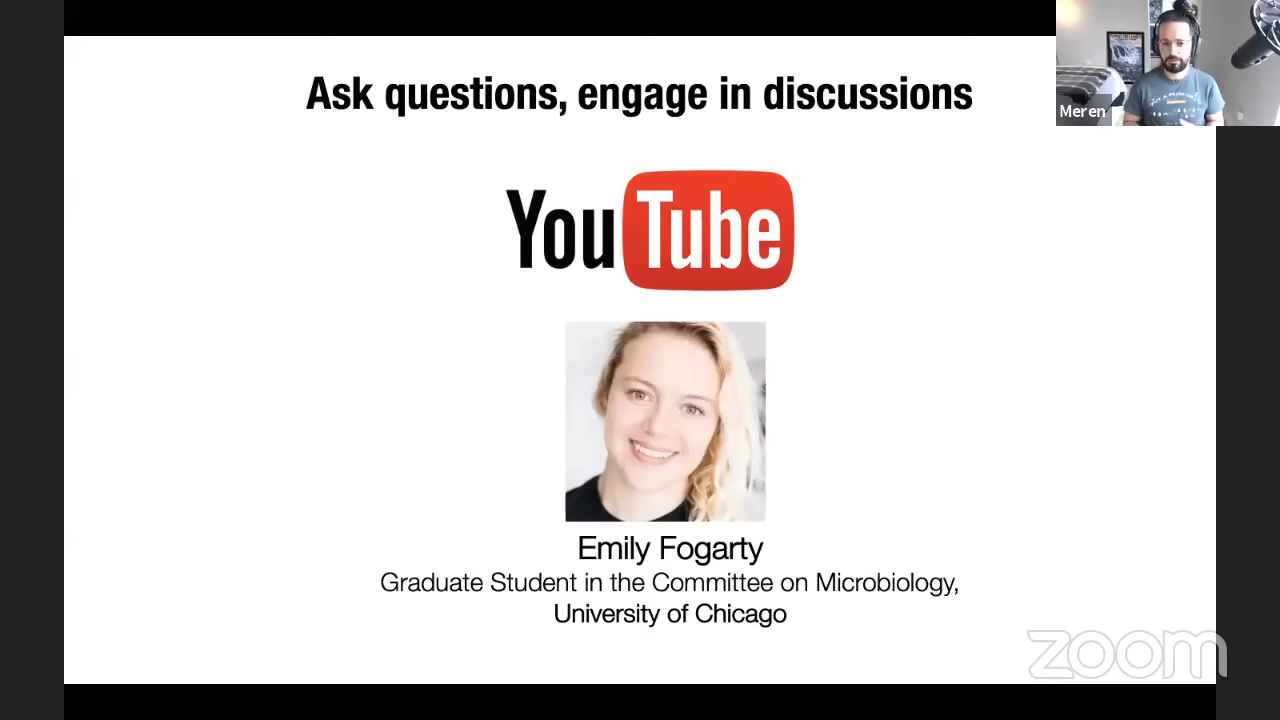 Ask questions, engage in discussions
Meren
YouTube
Emily Fogarty
Graduate Student in the Committee on Microbiology,
University of Chicago
zoom